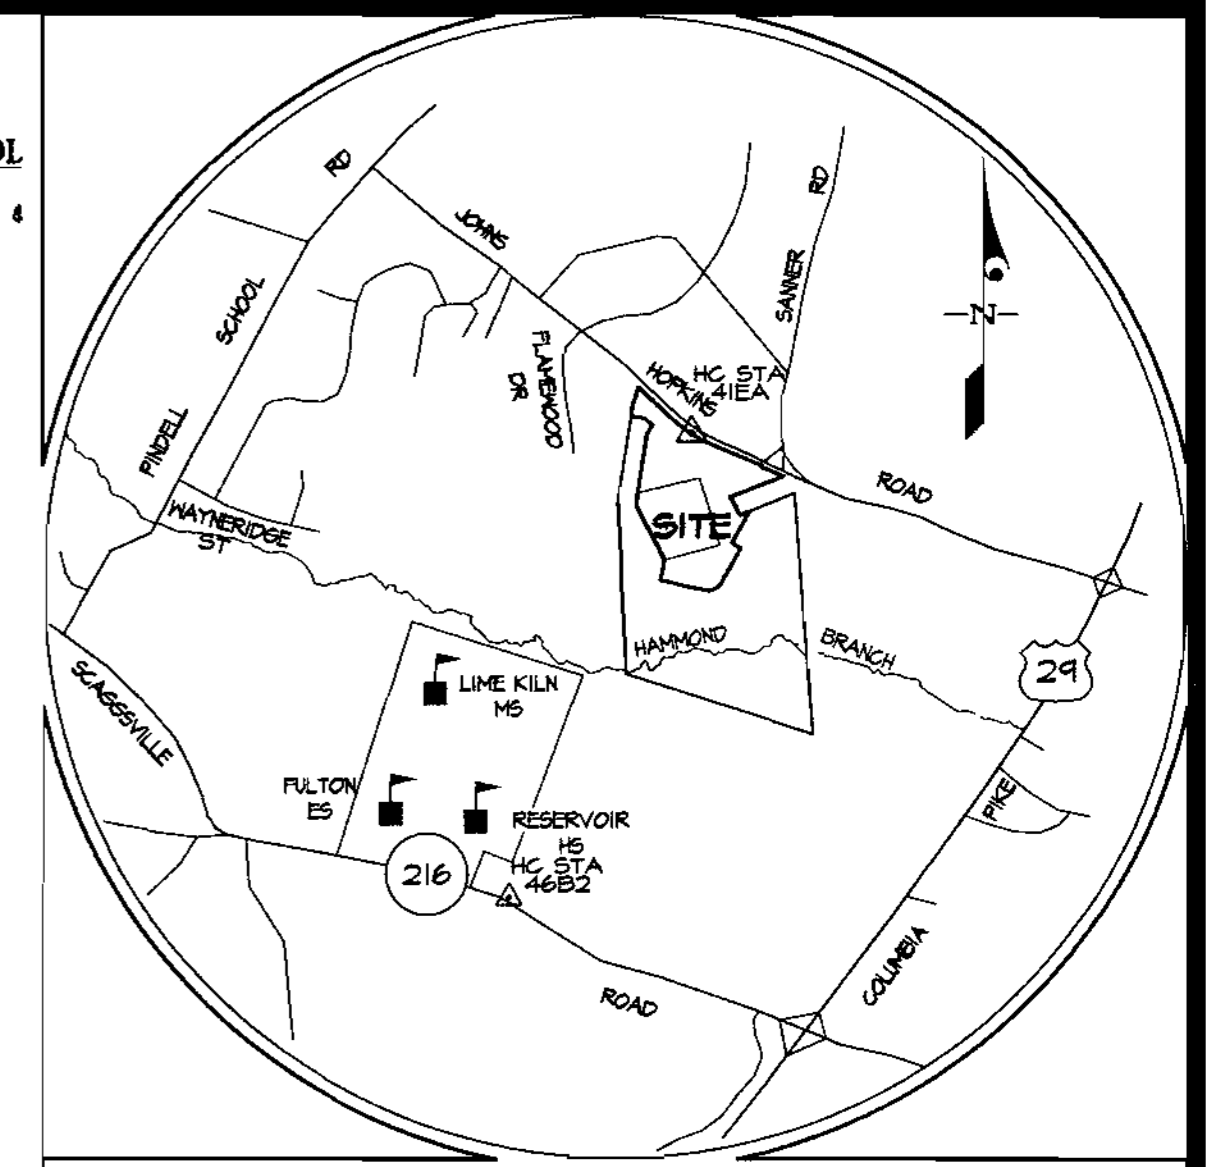 OL
&
RD
JOHNS
RD
SCHOOL
SANNER
-N-
FLAMEWOOD
DR
HOPKINS
HC STA
41EA
PINDELL
ROAD
WAYNERIDGE
ST
SITE
HAMMOND
BRANCH
29
LIME KILN
MS
SCAGGSVILLE
FULTON
ES
PIKE
RESERVOIR
HS
HC STA
46B2
216
COLUMBIA
ROAD